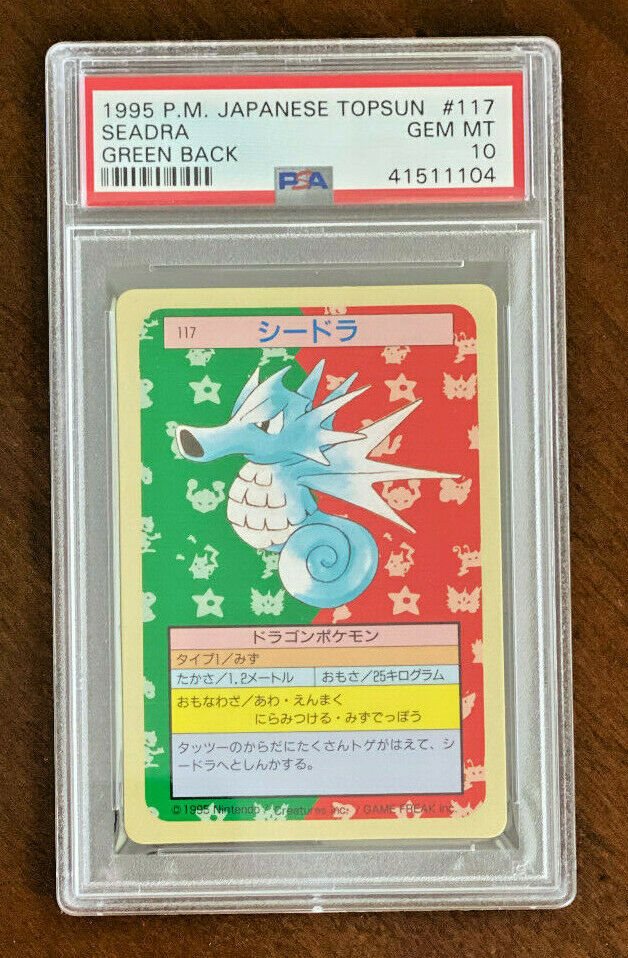 1995 P.M. JAPANESE TOPSUN #117
SEADRA GEM MT
GREEN BACK 10
PSA 41511104
117 シードラ
ドラゴンポケモン
タイプ1/みず
たかさ/1.2メートル おもさ/25キログラム
おもなわざ/あわ・えんまく
にらみつける・みずでっぽう
タッツーのからだにたくさんトゲがはえて、シ
ードラへとしんかする。
©1995 Nintendo / Creatures inc. / GAME FREAK inc.